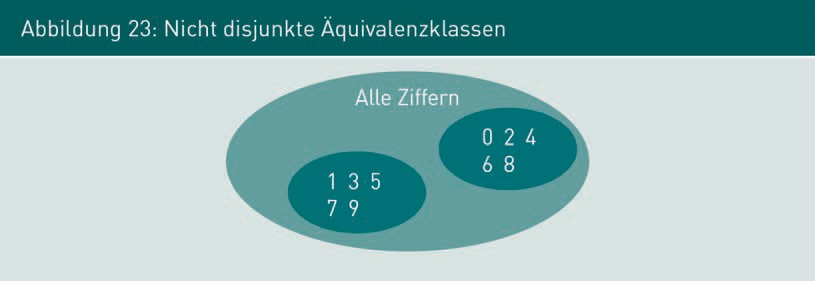 Abbildung 23: Nicht disjunkte Äquivalenzklassen
Alle Ziffern
0 2 4
6 8
1 3 5
7 9